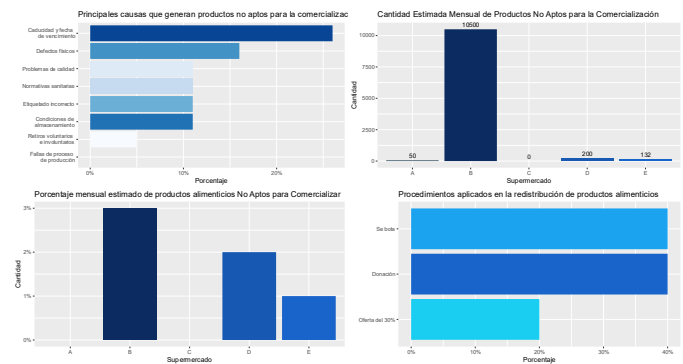 Principales causas que generan productos no aptos para la comercializac
Caducidad y fecha
de vencimiento
Defectos físicos
Problemas de calidad
Normativas sanitarias
Etiquetado incorrecto
Condiciones de
almacenamiento
Retiros voluntarios
e involuntarios
Fallas de proceso
de producción
0%
10%
20%
Porcentaje
Cantidad Estimada Mensual de Productos No Aptos para la Comercialización
Cantidad
10000
7500
5000
2500
0
50
10500
0
200
132
A
B
C
D
E
Supermercado
Porcentaje mensual estimado de productos alimenticios No Aptos para Comercializar
Cantidad
3%
2%
1%
0%
A
B
C
D
E
Supermercado
Procedimientos aplicados en la redistribución de productos alimenticios
Se bota
Donación
Oferta del 30%
0%
10%
20%
30%
40%
Porcentaje